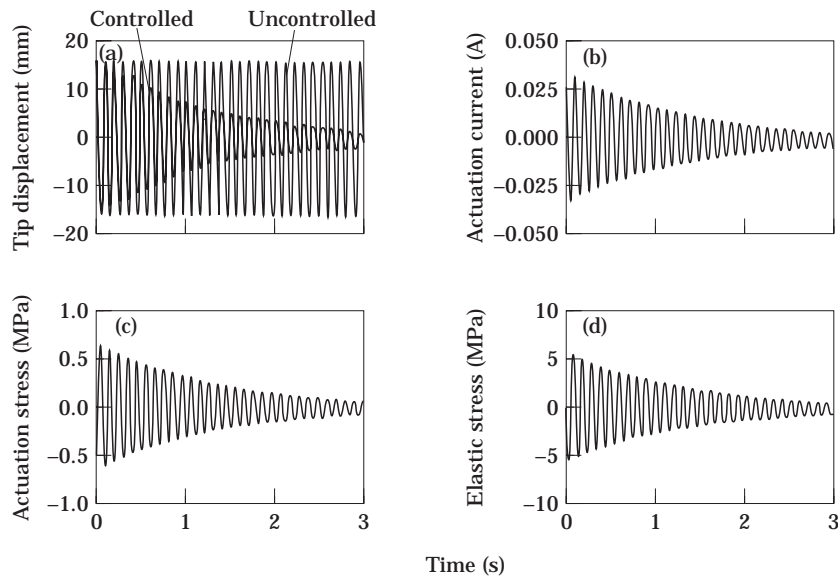 Controlled
Uncontrolled
20
10
0
−10
−20
Tip displacement (mm)
(a)
0.050
0.025
0.000
−0.025
−0.050
Actuation current (A)
(b)
1.0
0.5
0.0
−0.5
−1.0
Actuation stress (MPa)
(c)
0
1
2
3
10
5
0
−5
−10
Elastic stress (MPa)
(d)
0
1
2
3
Time (s)